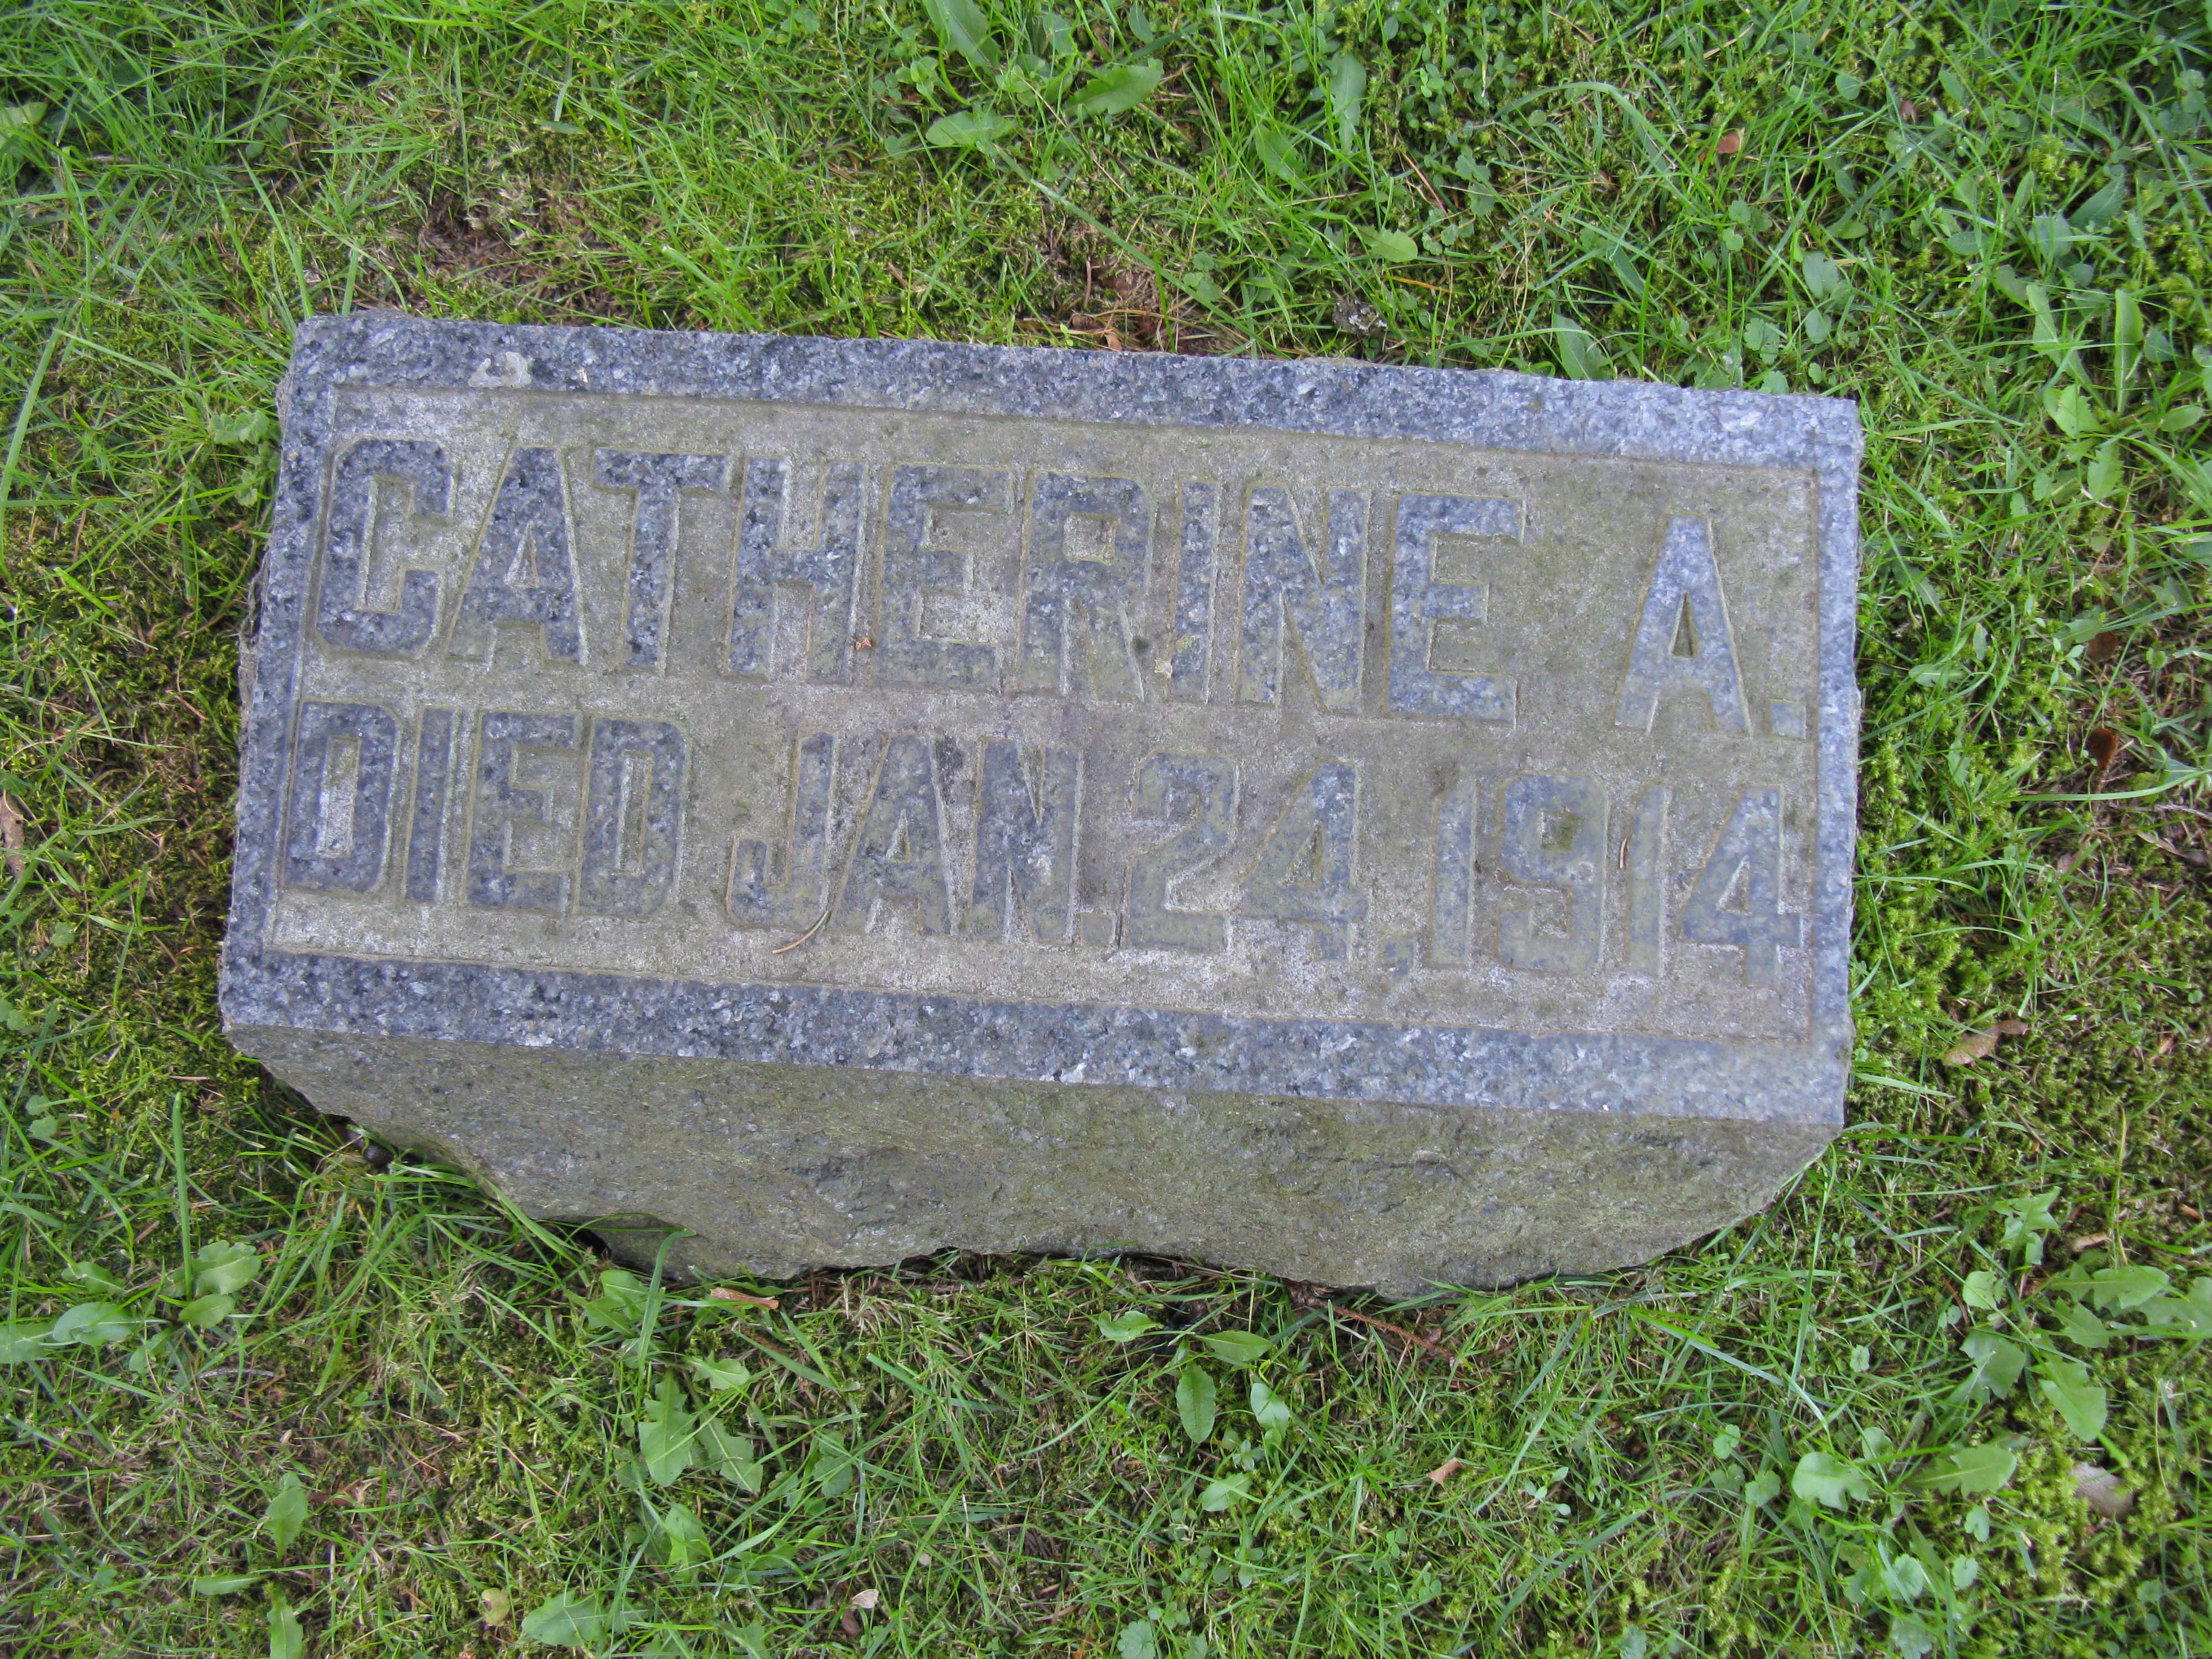 CATHERINE A.
DIED JAN. 24, 1914